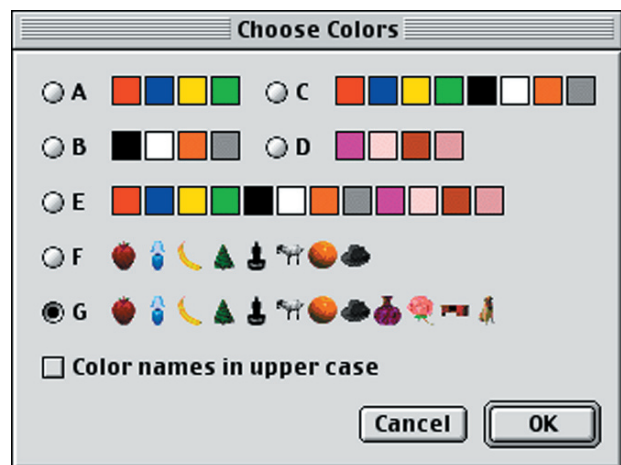 Choose Colors
A C
B D
E
F
G
Color names in upper case
Cancel OK